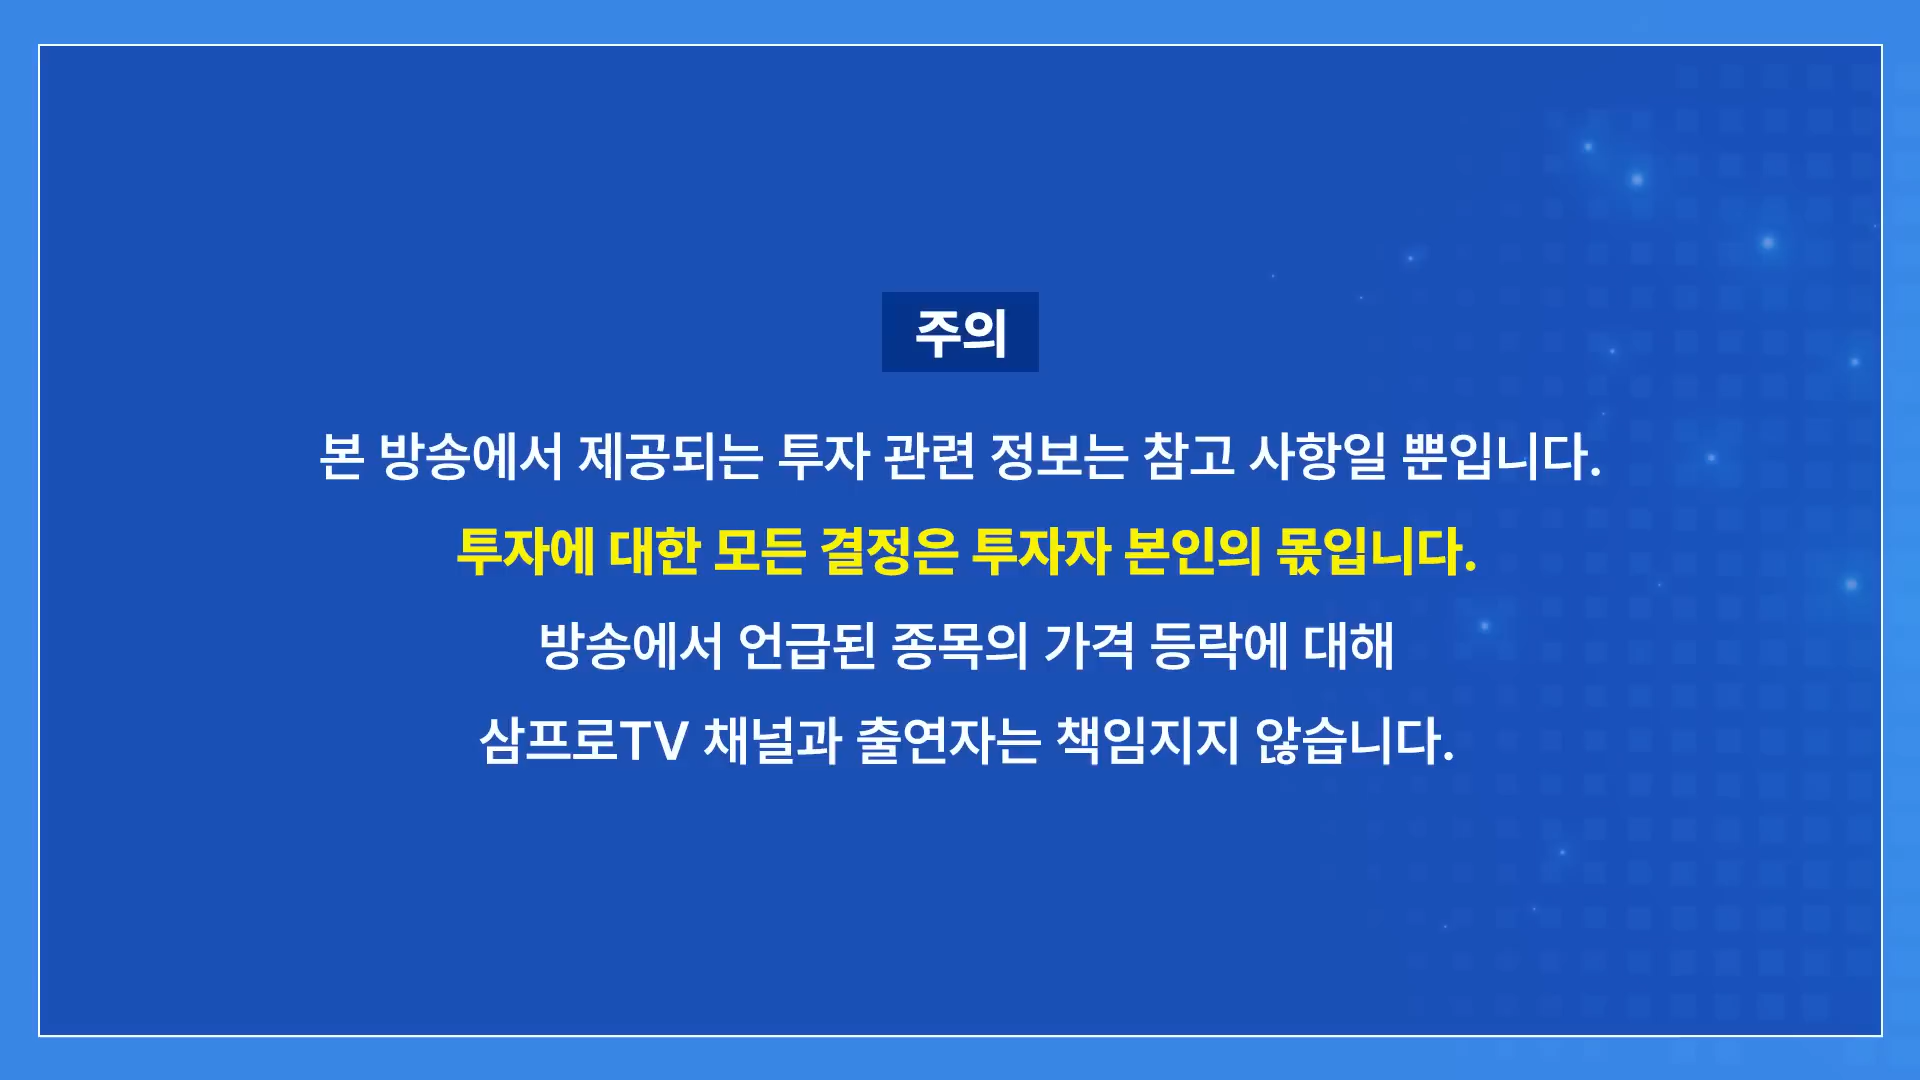 주의
본 방송에서 제공되는 투자 관련 정보는 참고 사항일 뿐입니다.
투자에 대한 모든 결정은 투자자 본인의 몫입니다.
방송에서 언급된 종목의 가격 등락에 대해
삼프로TV 채널과 출연자는 책임지지 않습니다.